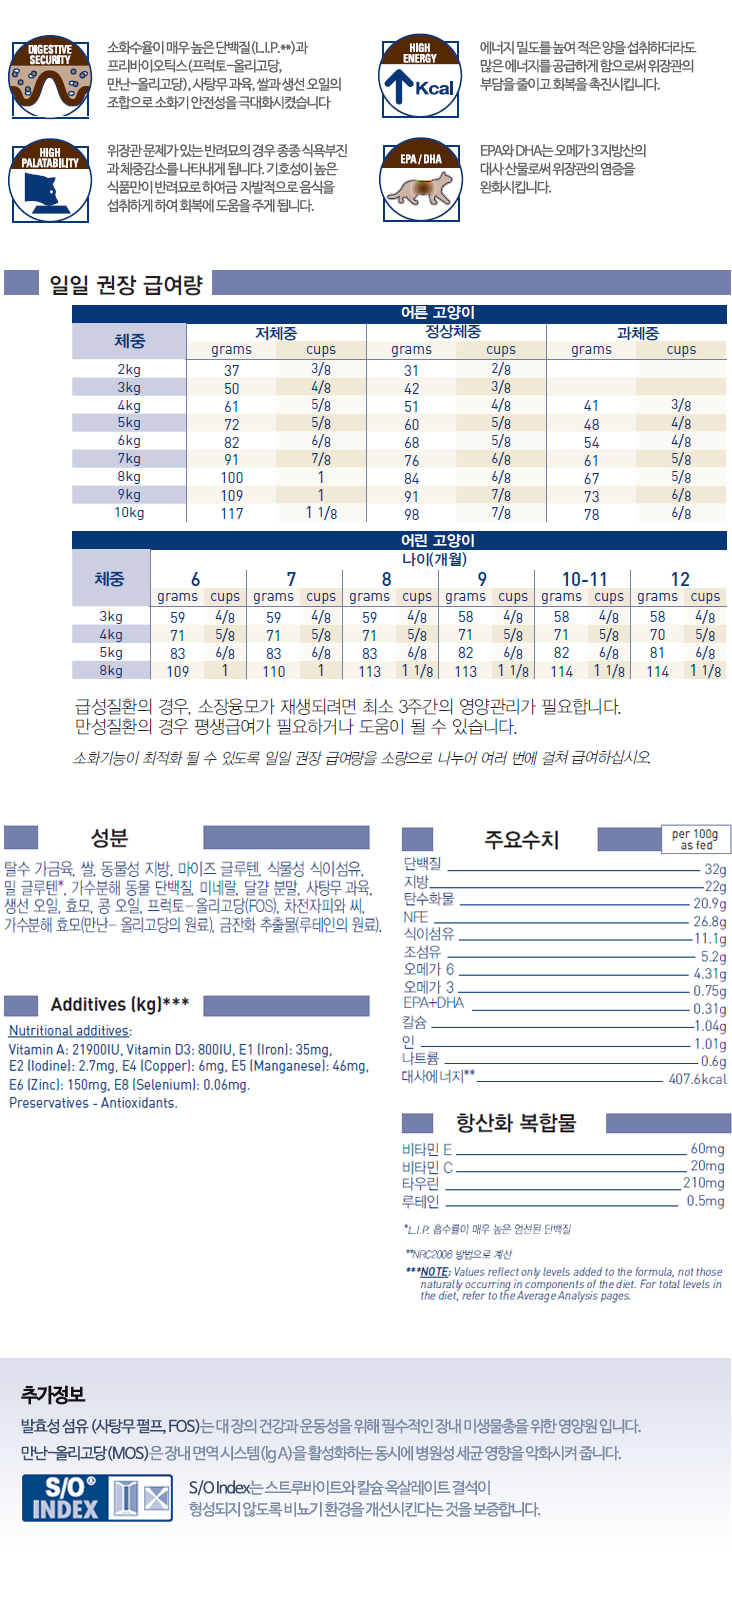 DIGESTIVE
SECURITY
소화수율이 매우 높은 단백질(L.I.P.**)과
프리바이오틱스(프럭토-올리고당,
만난-올리고당), 사탕무 과육, 쌀과 생선 오일의
조합으로 소화기 안전성을 극대화시켰습니다
HIGH
ENERGY
Kcal
에너지 밀도를 높여 적은 양을 섭취하더라도
많은 에너지를 공급하게 함으로써 위장관의
부담을 줄이고 회복을 촉진시킵니다.
HIGH
PALATABILITY
위장관 문제가 있는 반려묘의 경우 종종 식욕부진
과 체중감소를 나타내게 됩니다. 기호성이 높은
식품만이 반려묘로 하여금 자발적으로 음식을
섭취하게 하여 회복에 도움을 주게 됩니다.
EPA / DHA
EPA와 DHA는 오메가 3 지방산의
대사 산물로써 위장관의 염증을
완화시킵니다.
일일 권장 급여량
어른 고양이
체중 저체중 정상체중 과체중
grams cups grams cups grams cups
2kg 37 3/8 31 2/8
3kg 50 4/8 42 3/8
4kg 61 5/8 51 4/8 41 3/8
5kg 72 5/8 60 5/8 48 4/8
6kg 82 6/8 68 5/8 54 4/8
7kg 91 7/8 76 6/8 61 5/8
8kg 100 1 84 6/8 67 5/8
9kg 109 1 91 7/8 73 6/8
10kg 117 1 1/8 98 7/8 78 6/8
어린 고양이
나이(개월)
체중 6 7 8 9 10-11 12
grams cups grams cups grams cups grams cups grams cups grams cups
3kg 59 4/8 59 4/8 59 4/8 58 4/8 58 4/8 58 4/8
4kg 71 5/8 71 5/8 71 5/8 71 5/8 71 5/8 70 5/8
5kg 83 6/8 83 6/8 83 6/8 82 6/8 82 6/8 81 6/8
8kg 109 1 110 1 113 1 1/8 113 1 1/8 114 1 1/8 114 1 1/8
급성질환의 경우, 소장융모가 재생되려면 최소 3주간의 영양관리가 필요합니다.
만성질환의 경우 평생급여가 필요하거나 도움이 될 수 있습니다.
소화기능이 최적화 될 수 있도록 일일 권장 급여량을 소량으로 나누어 여러 번에 걸쳐 급여하십시오.
성분
탈수 가금육, 쌀, 동물성 지방, 마이즈 글루텐, 식물성 식이섬유,
밀 글루텐*, 가수분해 동물 단백질, 미네랄, 달걀 분말, 사탕무 과육,
생선 오일, 효모, 콩 오일, 프럭토- 올리고당(FOS), 차전자피와 씨,
가수분해 효모(만난- 올리고당의 원료), 금잔화 추출물(루테인의 원료).
Additives (kg)***
Nutritional additives:
Vitamin A: 21900IU, Vitamin D3: 800IU, E1 (Iron): 35mg,
E2 (Iodine): 2.7mg, E4 (Copper): 6mg, E5 (Manganese): 46mg,
E6 (Zinc): 150mg, E8 (Selenium): 0.06mg.
Preservatives - Antioxidants.
주요수치
per 100g
as fed
단백질 32g
지방 22g
탄수화물 20.9g
NFE 26.8g
식이섬유 11.1g
조섬유 5.2g
오메가 6 4.31g
오메가 3 0.75g
EPA+DHA 0.31g
칼슘 1.04g
인 1.01g
나트륨 0.6g
대사에너지** 407.6kcal
항산화 복합물
비타민 E 60mg
비타민 C 20mg
타우린 210mg
루테인 0.5mg
*L.I.P. 흡수률이 매우 높은 엄선된 단백질
**NRC2006 방법으로 계산
***NOTE: Values reflect only levels added to the formula, not those
naturally occurring in components of the diet. For total levels in
the diet, refer to the Average Analysis pages.
추가정보
발효성 섬유 (사탕무 펄프, FOS)는 대 장의 건강과 운동성을 위해 필수적인 장내 미생물총을 위한 영양원 입니다.
만난-올리고당(MOS)은 장내 면역 시스템(Ig A)을 활성화하는 동시에 병원성 세균 영향을 악화시켜 줍니다.
S/O®
INDEX
S/O Index는 스트루바이트와 칼슘 옥살레이트 결석이
형성되지 않도록 비뇨기 환경을 개선시킨다는 것을 보증합니다.